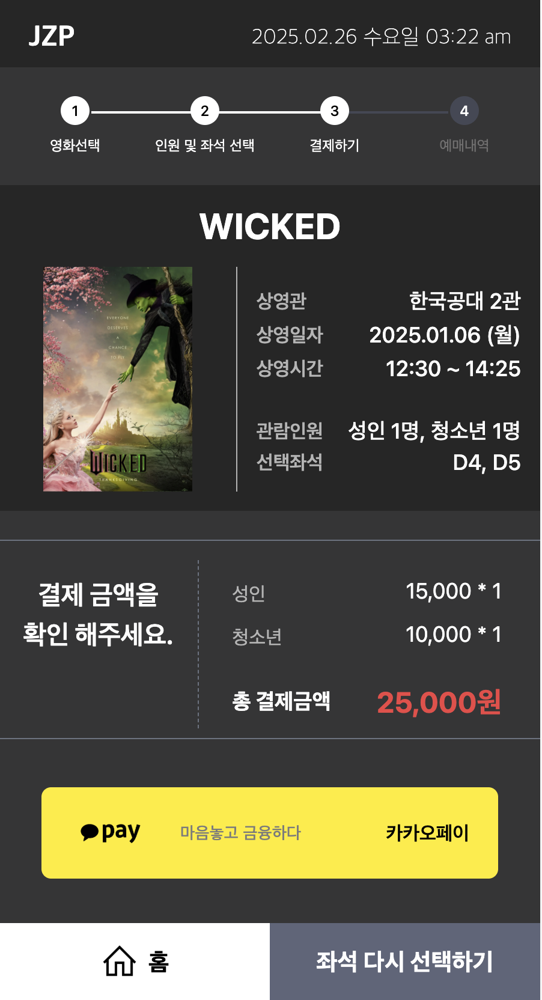 JZP
2025.02.26 수요일 03:22 am
1
2
3
4
영화선택
인원 및 좌석 선택
결제하기
예매내역
WICKED
EVERYONE
DESERVES
A
CHANCE
TO FLY
WICKED
THANKSGIVING
상영관 한국공대 2관
상영일자 2025.01.06 (월)
상영시간 12:30 ~ 14:25
관람인원 성인 1명, 청소년 1명
선택좌석 D4, D5
결제 금액을
확인 해주세요.
성인 15,000 * 1
청소년 10,000 * 1
총 결제금액 25,000원
pay 마음놓고 금융하다 카카오페이
홈
좌석 다시 선택하기